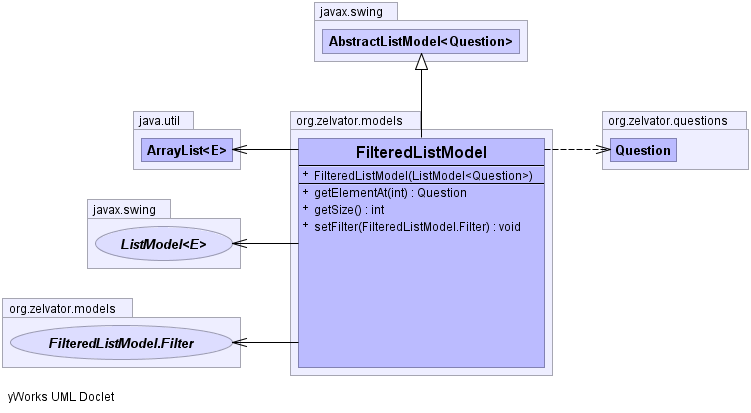 javax.swing
AbstractListModel<Question>
java.util
ArrayList<E>
org.zelvator.models
FilteredListModel
+ FilteredListModel(ListModel<Question>)
+ getElementAt(int) : Question
+ getSize() : int
+ setFilter(FilteredListModel.Filter) : void
org.zelvator.questions
Question
javax.swing
ListModel<E>
org.zelvator.models
FilteredListModel.Filter
yWorks UML Doclet